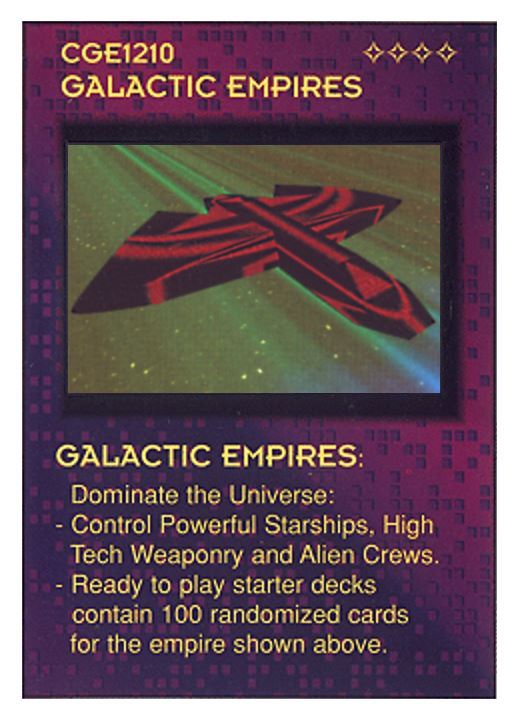 CGE1210
GALACTIC EMPIRES
GALACTIC EMPIRES:
Dominate the Universe:
- Control Powerful Starships, High
Tech Weaponry and Alien Crews.
- Ready to play starter decks
contain 100 randomized cards
for the empire shown above.